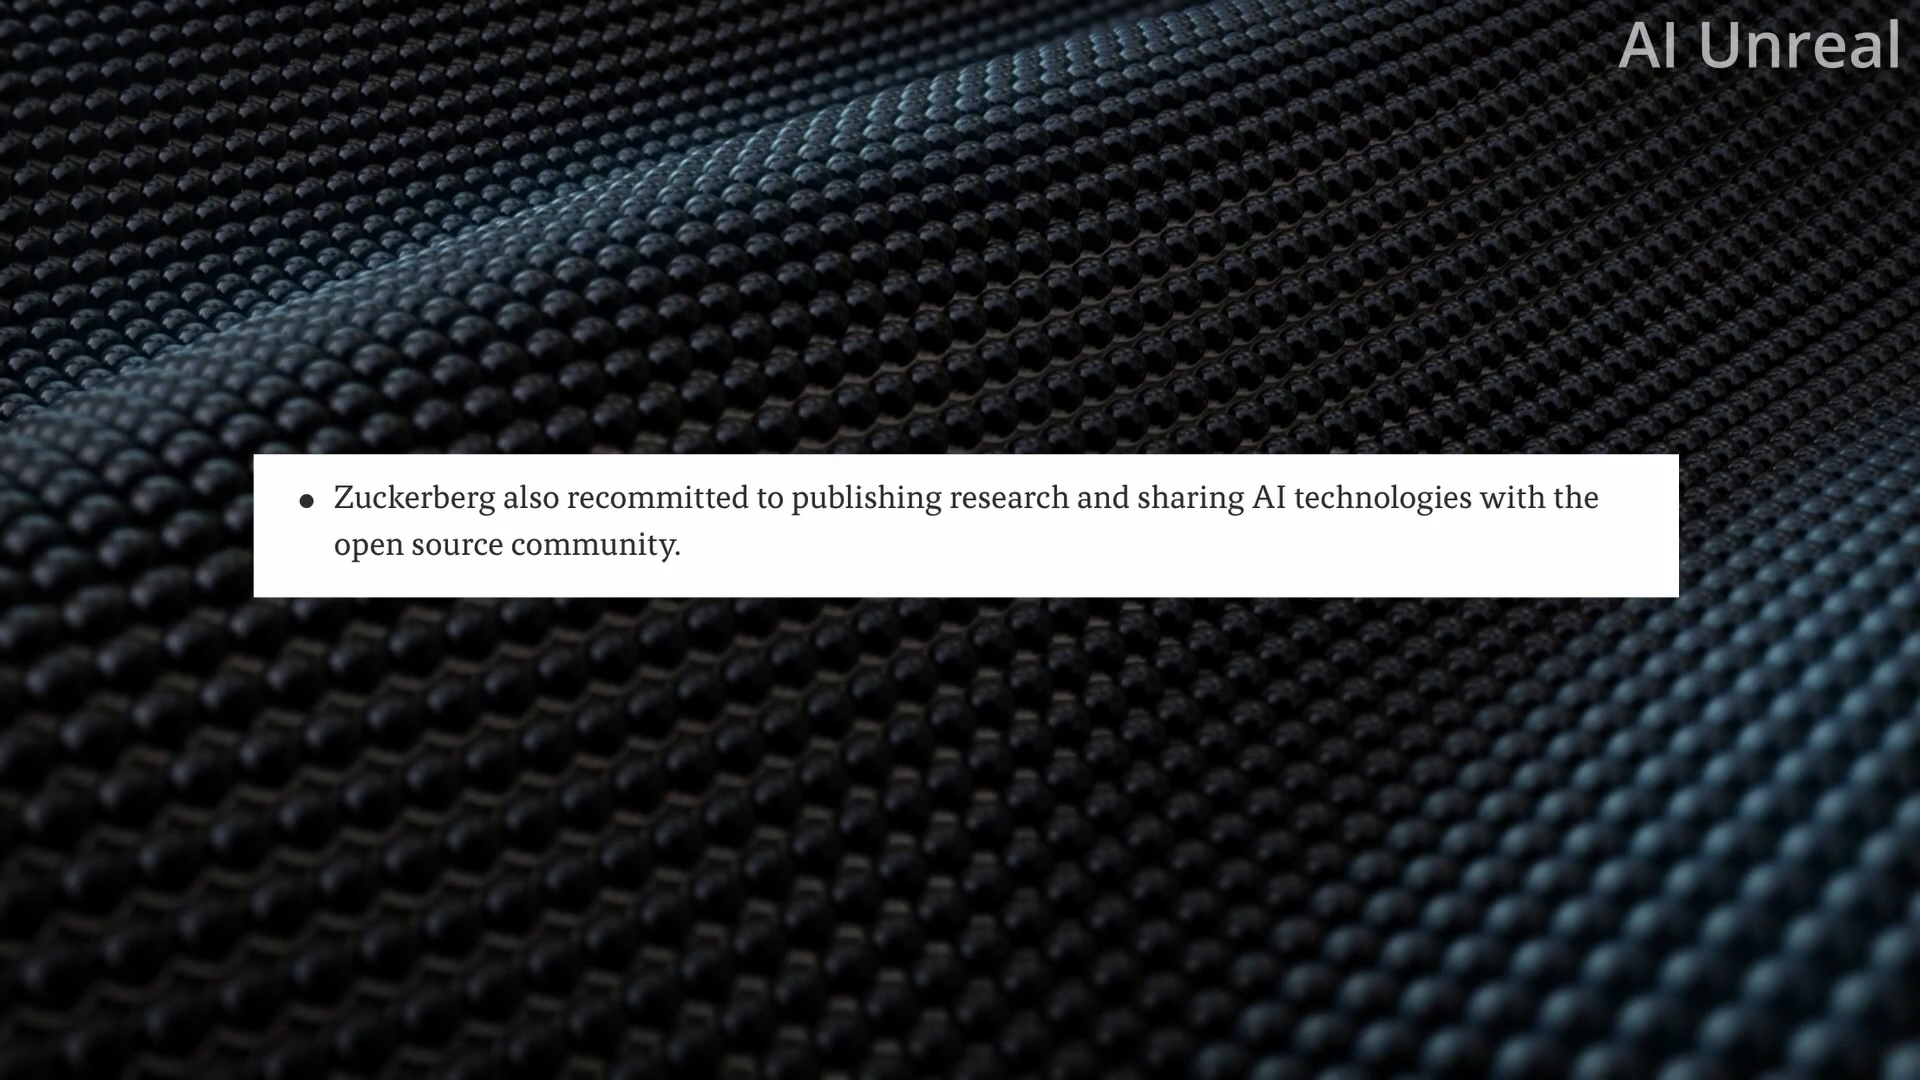 AI Unreal
• Zuckerberg also recommitted to publishing research and sharing AI technologies with the
open source community.